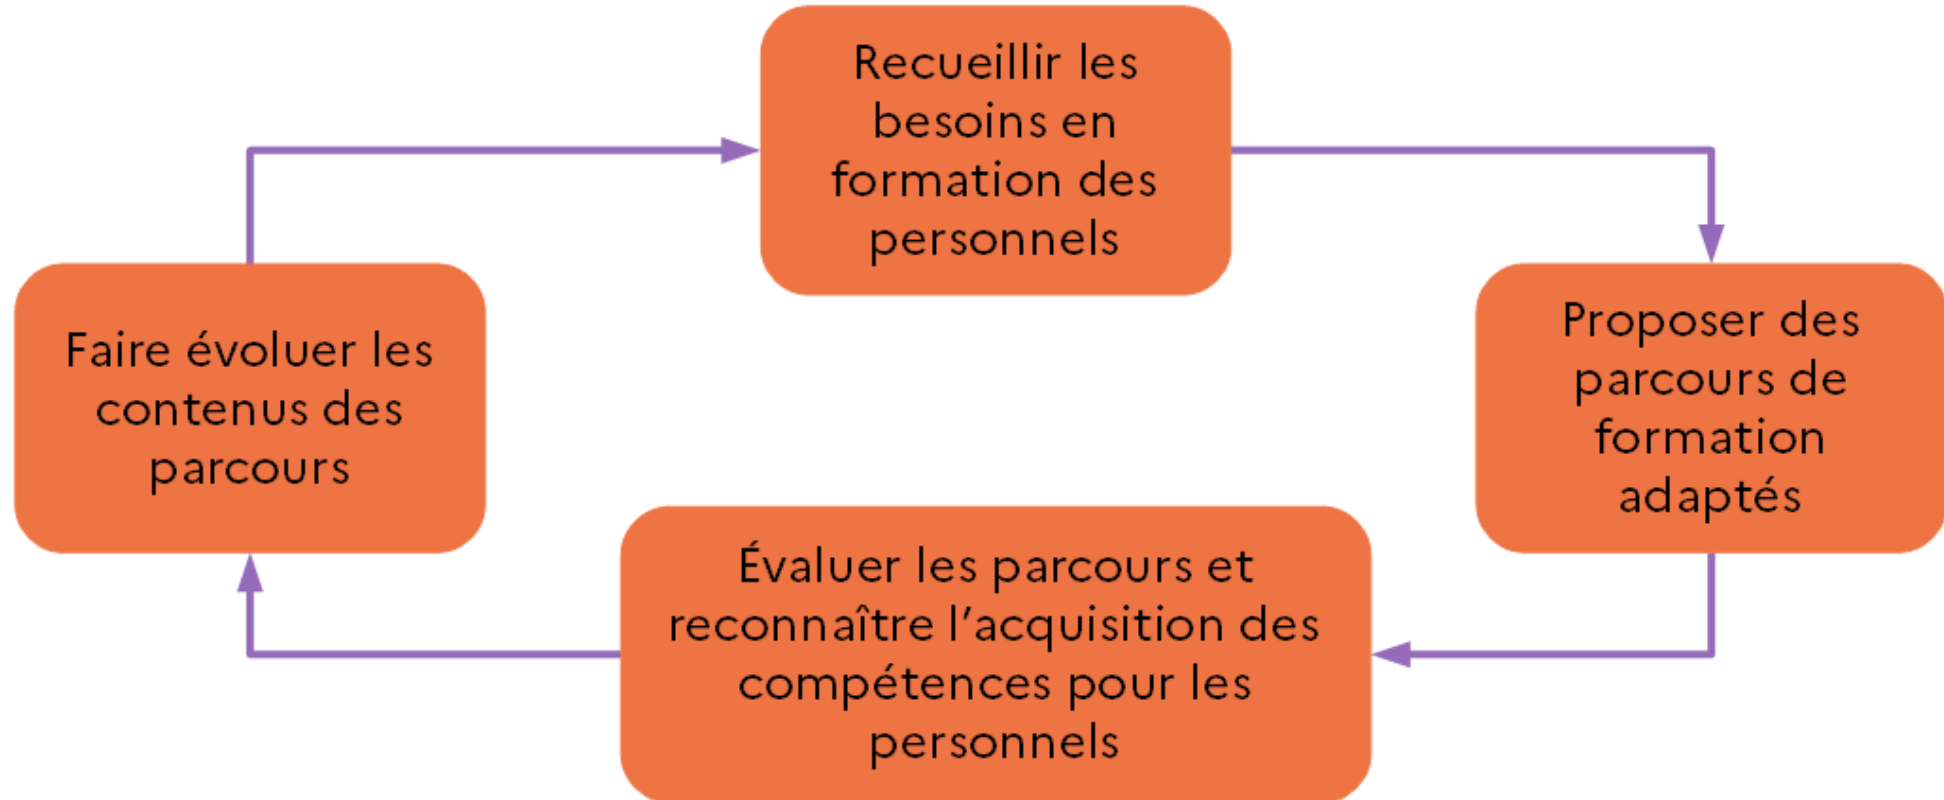 Recueillir les
besoins en
formation des
personnels
Proposer des
parcours de
formation
adaptés
Évaluer les parcours et
reconnaître l’acquisition des
compétences pour les
personnels
Faire évoluer les
contenus des
parcours